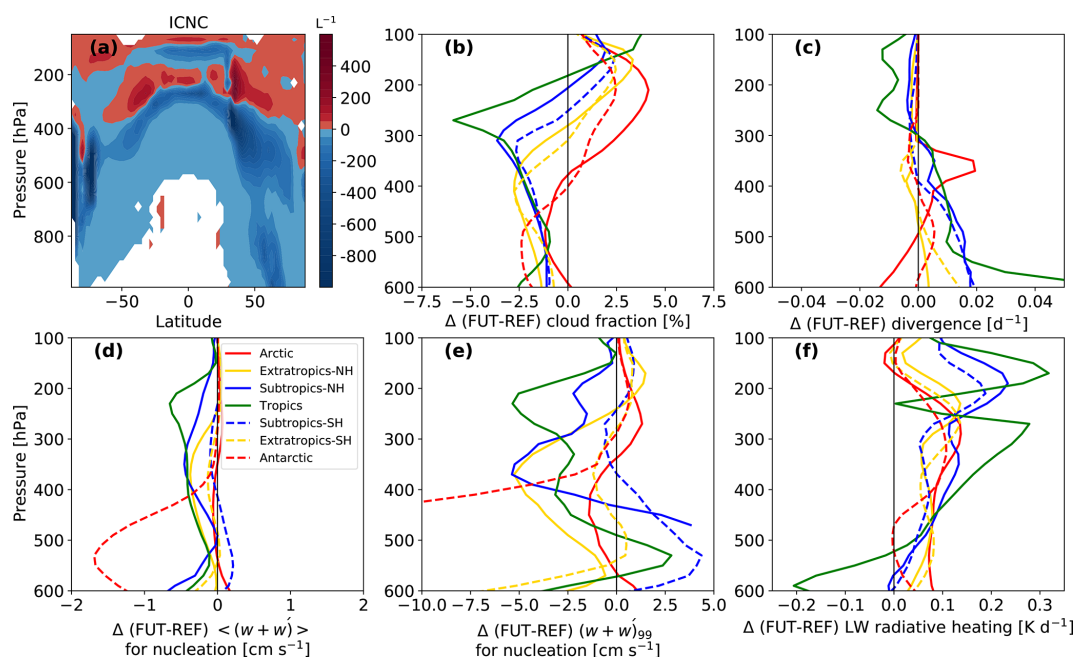 ICNC
L⁻¹
(a)
Pressure [hPa]
200
400
600
800
−50
0
50
Latitude
400
200
0
-200
-400
-600
-800
(b)
100
200
300
400
500
600
−7.5
−5.0
−2.5
0.0
2.5
5.0
7.5
Δ (FUT-REF) cloud fraction [%]
(c)
100
200
300
400
500
600
−0.04
−0.02
0.00
0.02
0.04
Δ (FUT-REF) divergence [d⁻¹]
(d)
Pressure [hPa]
100
200
300
400
500
600
−2
−1
0
1
2
Arctic
Extratropics-NH
Subtropics-NH
Tropics
Subtropics-SH
Extratropics-SH
Antarctic
Δ (FUT-REF) <(w + w′)>
for nucleation [cm s⁻¹]
(e)
100
200
300
400
500
600
−10.0
−7.5
−5.0
−2.5
0.0
2.5
5.0
Δ (FUT-REF) (w + w′)₉₉
for nucleation [cm s⁻¹]
(f)
100
200
300
400
500
600
−0.2
−0.1
0.0
0.1
0.2
0.3
Δ (FUT-REF) LW radiative heating [K d⁻¹]